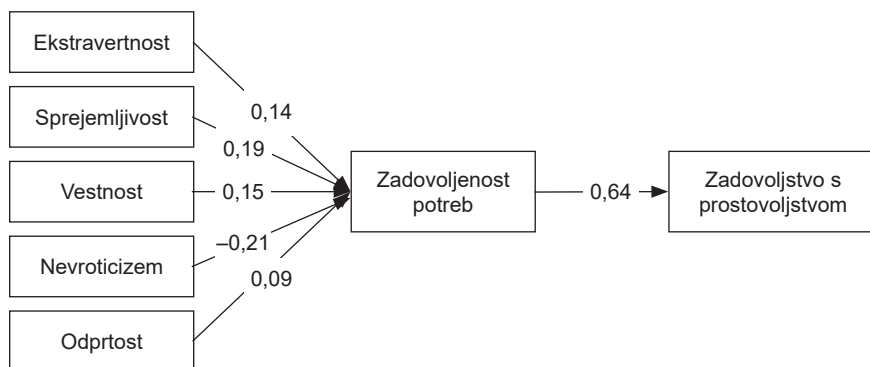 Ekstravertnost
0,14
Sprejemljivost
0,19
Vestnost
0,15
Zadovoljenost
potreb
0,64
Zadovoljstvo s
prostovoljstvom
Nevroticizem
–0,21
0,09
Odprtost